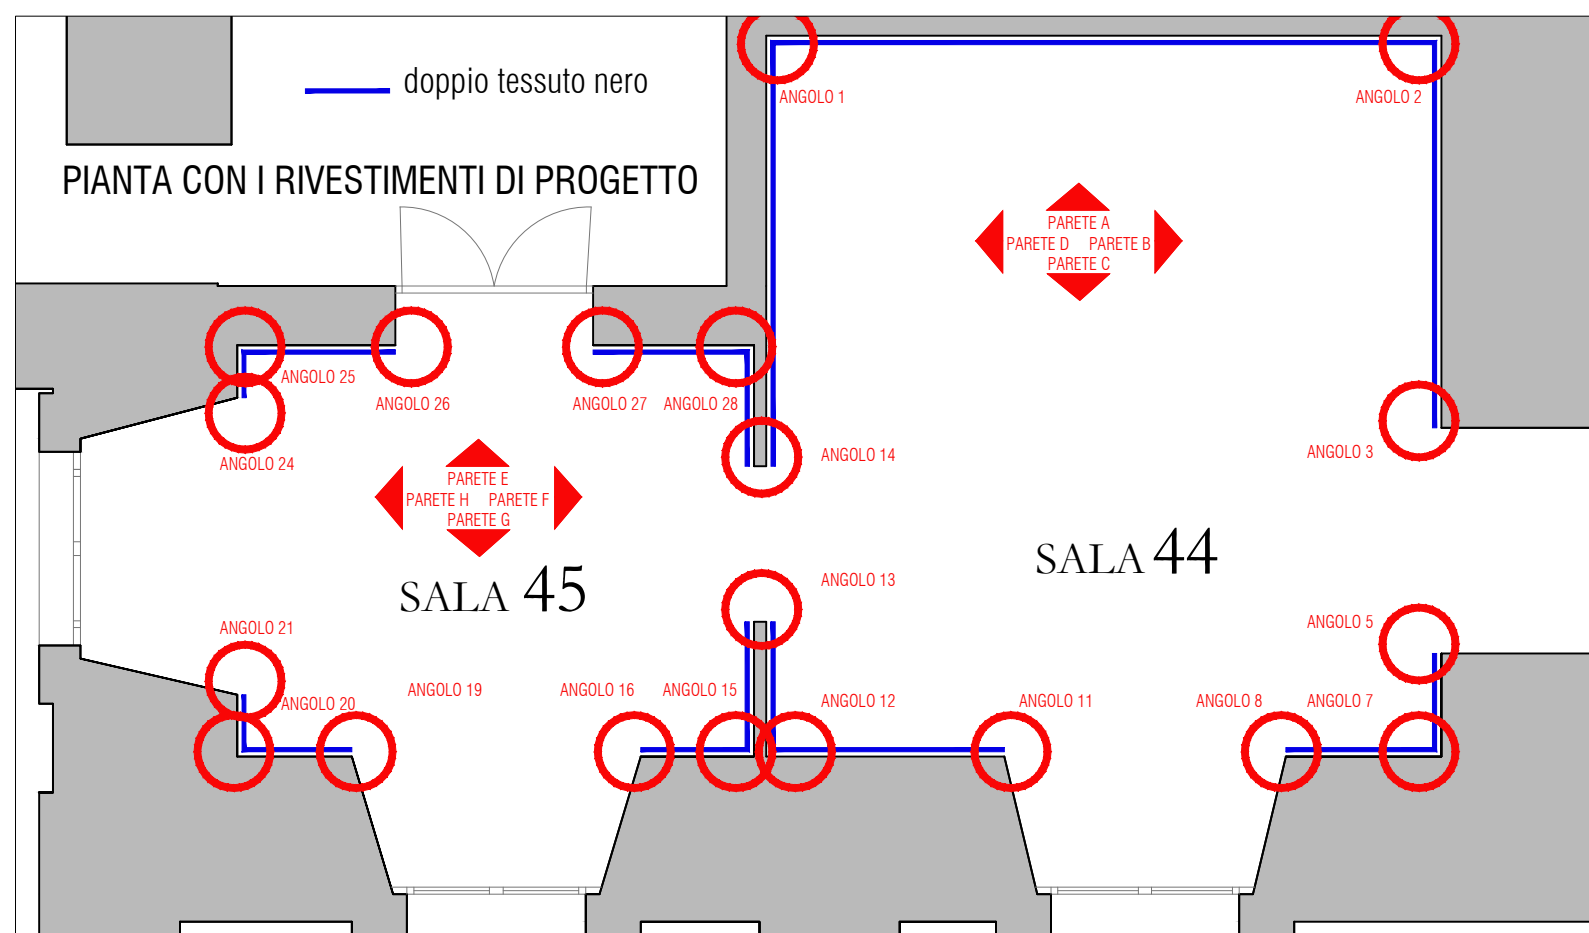 doppio tessuto nero
PIANTA CON I RIVESTIMENTI DI PROGETTO
ANGOLO 1
ANGOLO 2
PARETE A
PARETE D PARETE B
PARETE C
ANGOLO 25
ANGOLO 26
ANGOLO 27
ANGOLO 28
ANGOLO 24
ANGOLO 14
ANGOLO 3
PARETE E
PARETE H PARETE F
PARETE G
SALA 45
SALA 44
ANGOLO 13
ANGOLO 21
ANGOLO 5
ANGOLO 20
ANGOLO 19
ANGOLO 16
ANGOLO 15
ANGOLO 12
ANGOLO 11
ANGOLO 8
ANGOLO 7